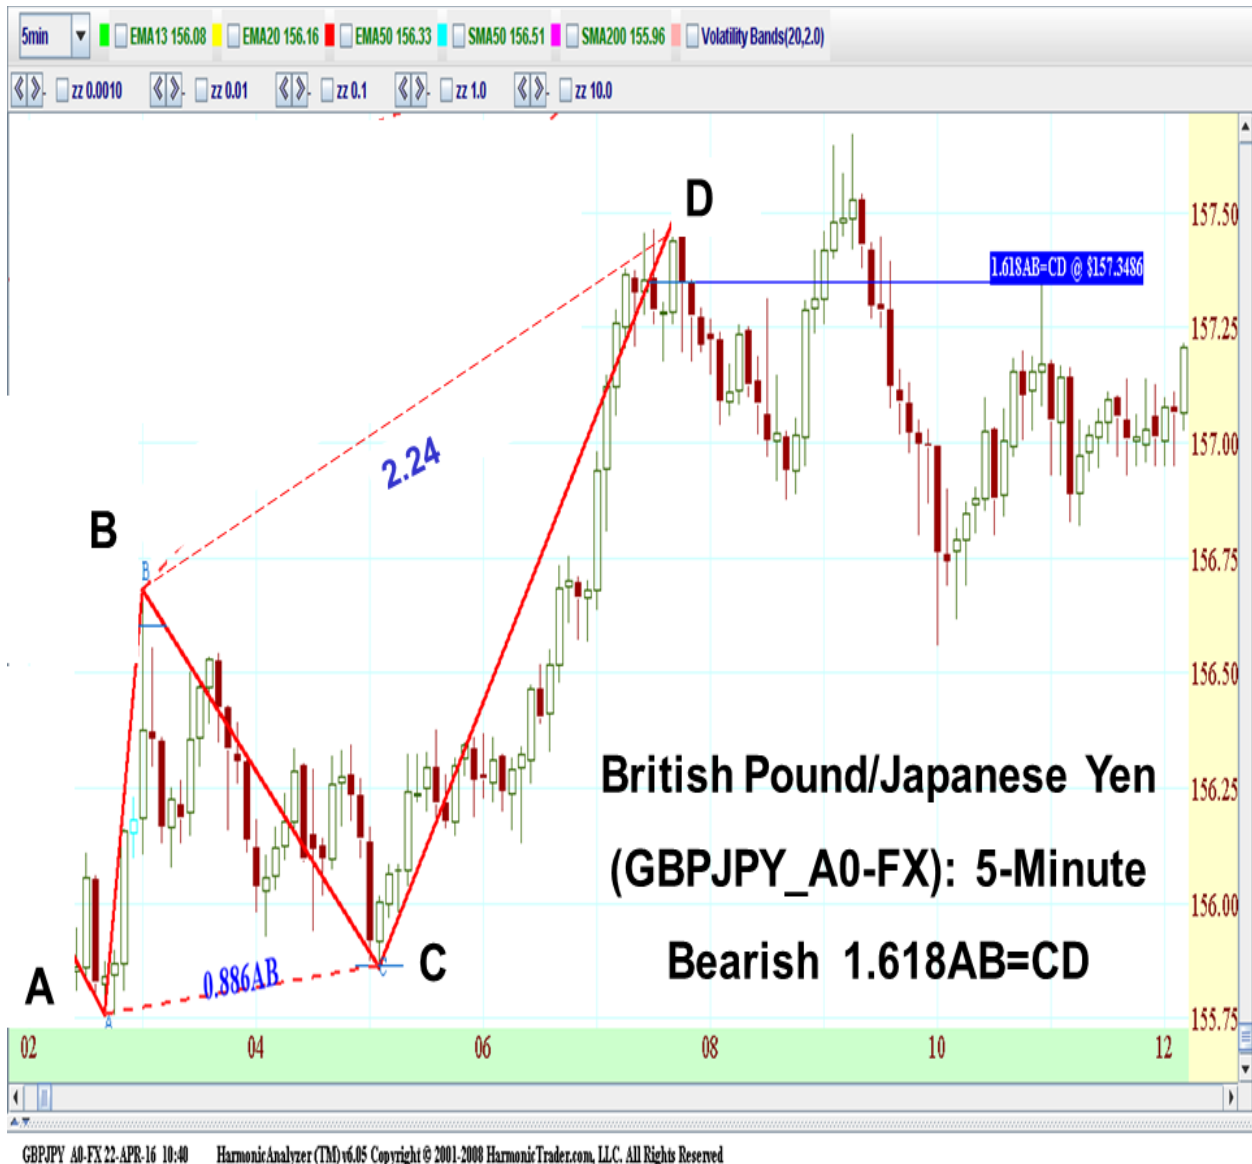 5min EMA13 156.08 EMA20 156.16 EMA50 156.33 SMA50 156.51 SMA200 155.96 Volatility Bands(20,2.0)
zz 0.0010 zz 0.01 zz 0.1 zz 1.0 zz 10.0
D
157.50
1.618AB=CD @ $157.3486
157.25
2.24
157.00
B
B
156.75
156.50
British Pound/Japanese Yen
156.25
(GBPJPY_A0-FX): 5-Minute
156.00
Bearish 1.618AB=CD
C
C
0.886AB
A
A
155.75
02 04 06 08 10 12
GBPJPY A0-FX 22-APR-16 10:40 HarmonicAnalyzer (TM) v6.05 Copyright © 2001-2008 HarmonicTrader.com, LLC. All Rights Reserved